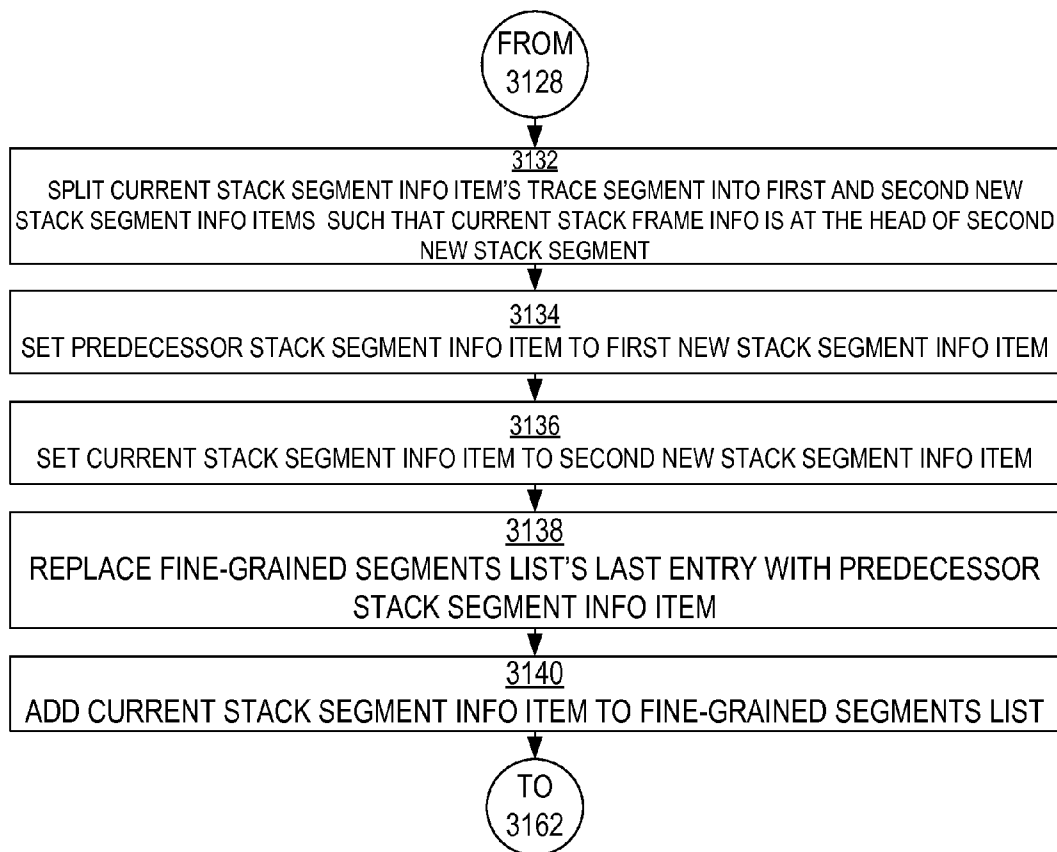 FROM
3128
3132
SPLIT CURRENT STACK SEGMENT INFO ITEM'S TRACE SEGMENT INTO FIRST AND SECOND NEW
STACK SEGMENT INFO ITEMS SUCH THAT CURRENT STACK FRAME INFO IS AT THE HEAD OF SECOND
NEW STACK SEGMENT
3134
SET PREDECESSOR STACK SEGMENT INFO ITEM TO FIRST NEW STACK SEGMENT INFO ITEM
3136
SET CURRENT STACK SEGMENT INFO ITEM TO SECOND NEW STACK SEGMENT INFO ITEM
3138
REPLACE FINE-GRAINED SEGMENTS LIST'S LAST ENTRY WITH PREDECESSOR
STACK SEGMENT INFO ITEM
3140
ADD CURRENT STACK SEGMENT INFO ITEM TO FINE-GRAINED SEGMENTS LIST
TO
3162